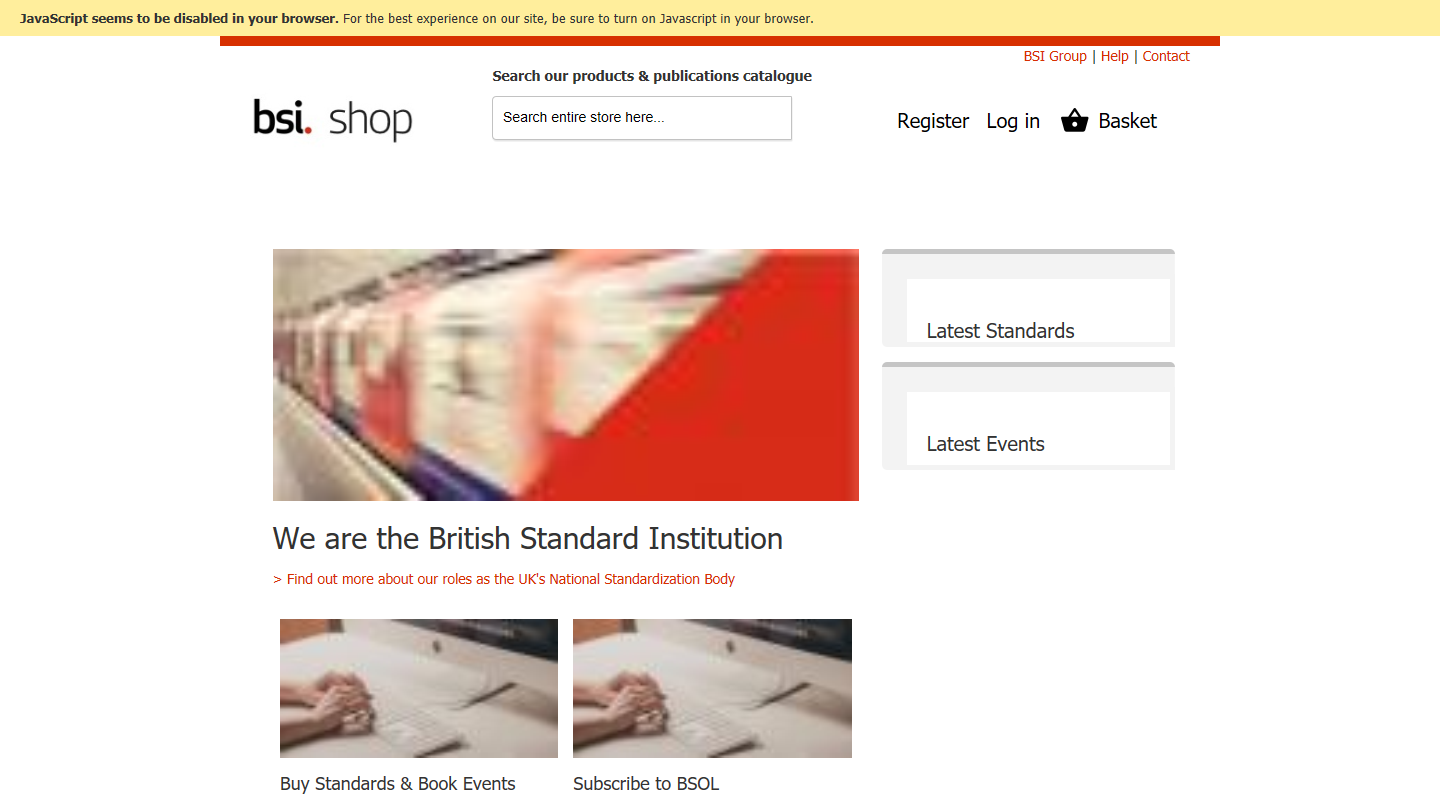 JavaScript seems to be disabled in your browser. For the best experience on our site, be sure to turn on Javascript in your browser.
BSI Group | Help | Contact
Search our products & publications catalogue
bsi. shop
Search entire store here...
Register Log in Basket
Latest Standards
Latest Events
We are the British Standard Institution
> Find out more about our roles as the UK's National Standardization Body
Buy Standards & Book Events
Subscribe to BSOL